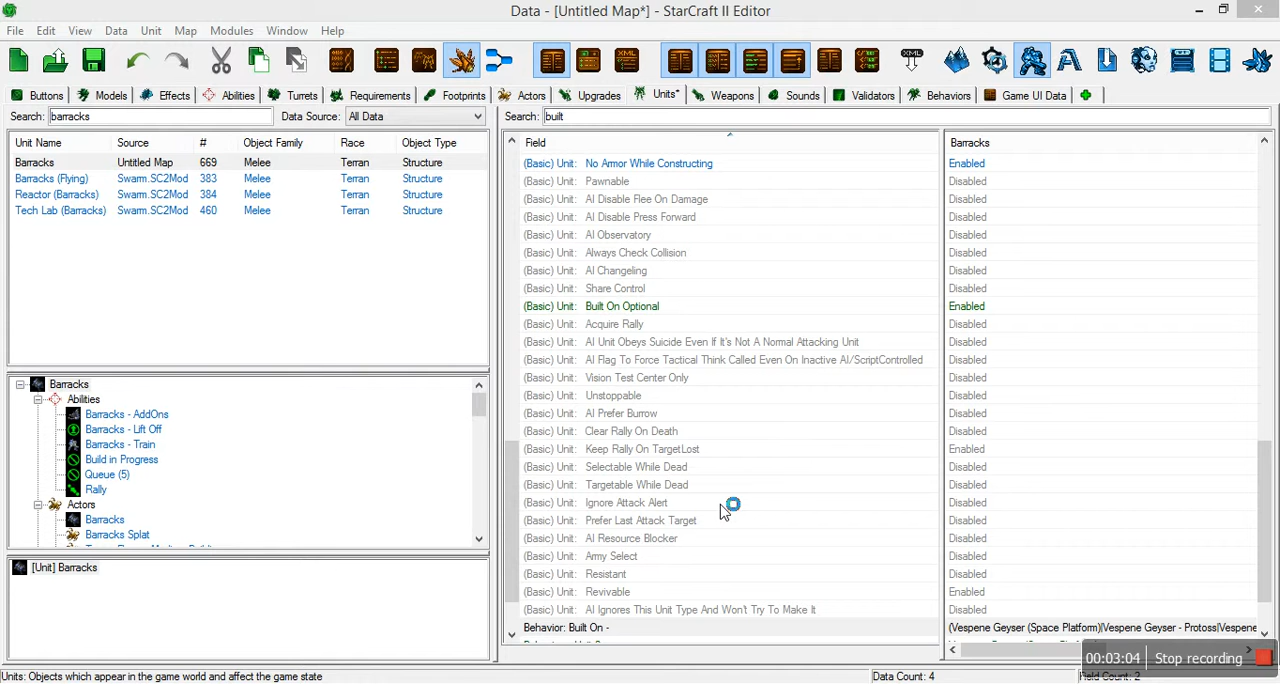 Data - [Untitled Map*] - StarCraft II Editor
File Edit View Data Unit Map Modules Window Help
Buttons Models Effects Abilities Turrets Requirements Footprints Actors Upgrades Units* Weapons Sounds Validators Behaviors Game UI Data
Search: barracks Data Source: All Data
Search: built
Unit Name Source # Object Family Race Object Type
Barracks Untitled Map 669 Melee Terran Structure
Barracks (Flying) Swarm.SC2Mod 383 Melee Terran Structure
Reactor (Barracks) Swarm.SC2Mod 384 Melee Terran Structure
Tech Lab (Barracks) Swarm.SC2Mod 460 Melee Terran Structure
Barracks
Abilities
Barracks - AddOns
Barracks - Lift Off
Barracks - Train
Build in Progress
Queue (5)
Rally
Actors
Barracks
Barracks Splat
[Unit] Barracks
Field Barracks
(Basic) Unit: No Armor While Constructing Enabled
(Basic) Unit: Pawnable Disabled
(Basic) Unit: AI Disable Flee On Damage Disabled
(Basic) Unit: AI Disable Press Forward Disabled
(Basic) Unit: AI Observatory Disabled
(Basic) Unit: Always Check Collision Disabled
(Basic) Unit: AI Changeling Disabled
(Basic) Unit: Share Control Disabled
(Basic) Unit: Built On Optional Enabled
(Basic) Unit: Acquire Rally Disabled
(Basic) Unit: AI Unit Obeys Suicide Even If It's Not A Normal Attacking Unit Disabled
(Basic) Unit: AI Flag To Force Tactical Think Called Even On Inactive AI/ScriptControlled Disabled
(Basic) Unit: Vision Test Center Only Disabled
(Basic) Unit: Unstoppable Disabled
(Basic) Unit: AI Prefer Burrow Disabled
(Basic) Unit: Clear Rally On Death Disabled
(Basic) Unit: Keep Rally On TargetLost Enabled
(Basic) Unit: Selectable While Dead Disabled
(Basic) Unit: Targetable While Dead Disabled
(Basic) Unit: Ignore Attack Alert Disabled
(Basic) Unit: Prefer Last Attack Target Disabled
(Basic) Unit: AI Resource Blocker Disabled
(Basic) Unit: Army Select Disabled
(Basic) Unit: Resistant Disabled
(Basic) Unit: Revivable Enabled
(Basic) Unit: AI Ignores This Unit Type And Won't Try To Make It Disabled
Behavior: Built On - (Vespene Geyser (Space Platform)|Vespene Geyser - Protoss|Vespene
00:03:04 Stop recording
Units: Objects which appear in the game world and affect the game state Data Count: 4 Field Count: 2